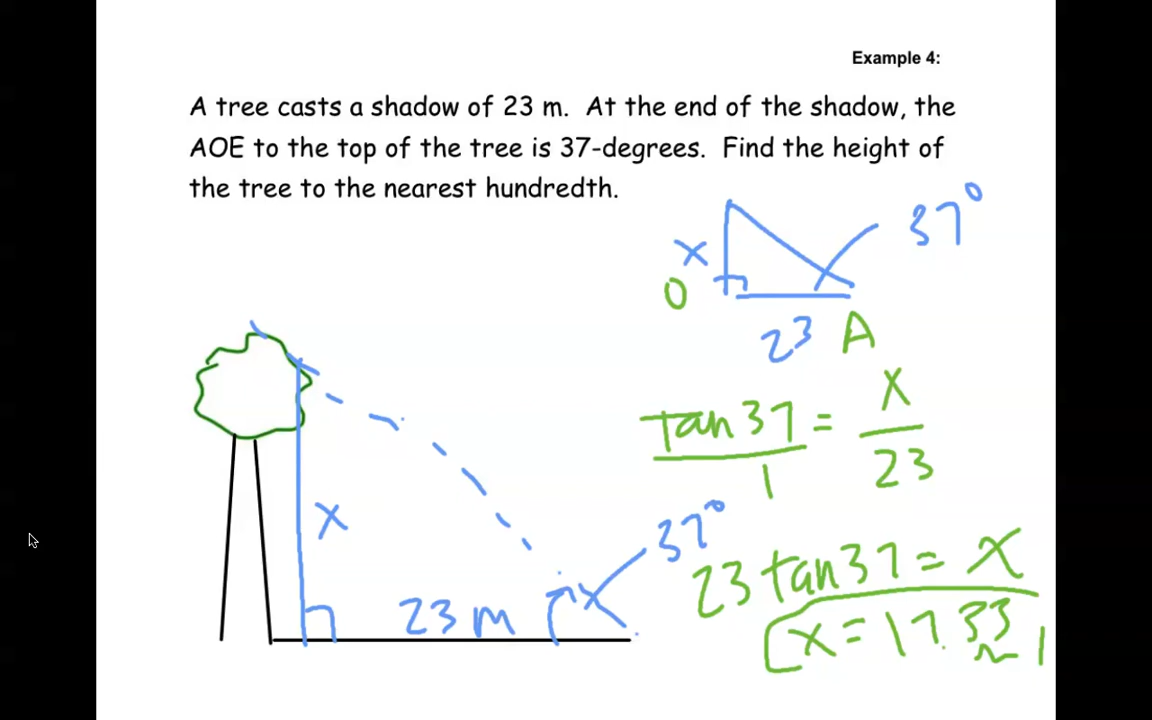 Example 4:
A tree casts a shadow of 23 m. At the end of the shadow, the
AOE to the top of the tree is 37-degrees. Find the height of
the tree to the nearest hundredth.
37°
x
O
23 A
tan 37 = x
1 23
x
37°
23 m
23 tan 37 = x
x = 17.33 m